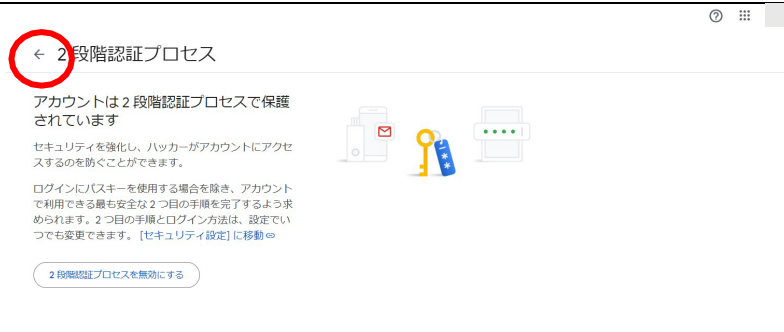 ← 2 段階認証プロセス
アカウントは 2 段階認証プロセスで保護
されています
セキュリティを強化し、ハッカーがアカウントにアクセ
スするのを防ぐことができます。
ログインにパスキーを使用する場合を除き、アカウント
で利用できる最も安全な 2 つ目の手順を完了するよう求
められます。2 つ目の手順とログイン方法は、設定でい
つでも変更できます。 [セキュリティ設定] に移動
2 段階認証プロセスを無効にする